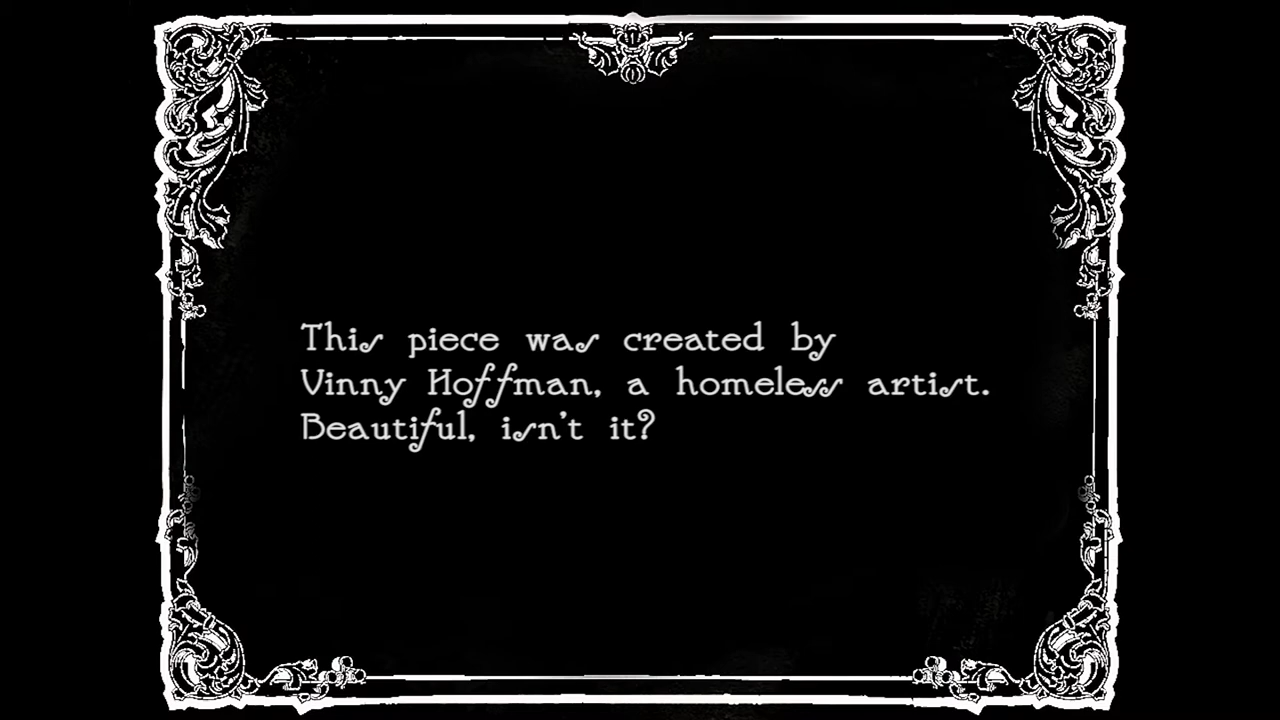 This piece was created by
Vinny Hoffman, a homeless artist.
Beautiful, isn't it?